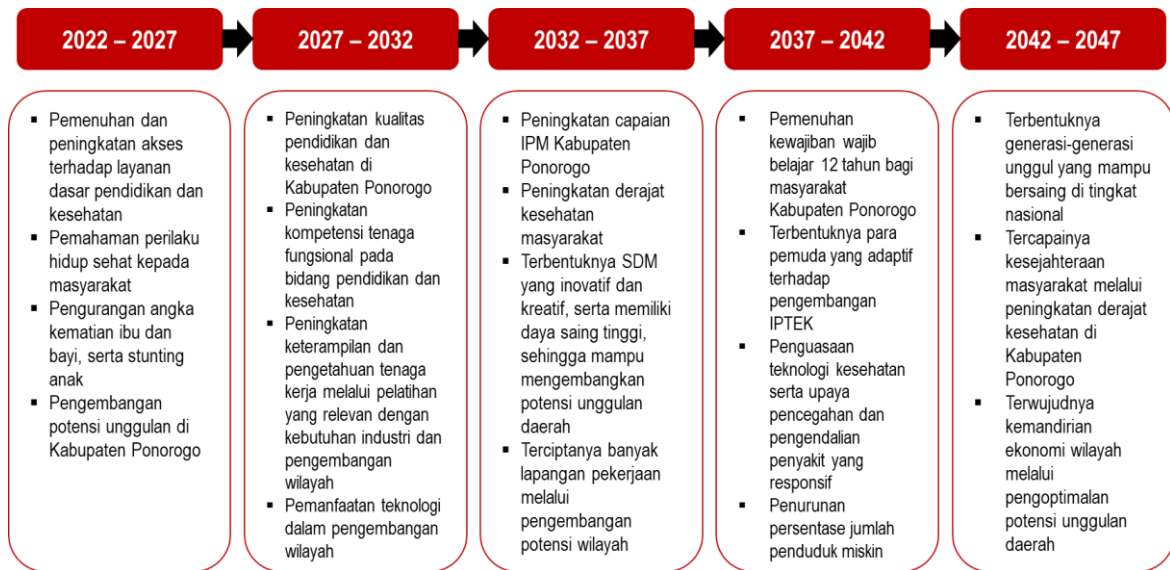 2022 – 2027
2027 – 2032
2032 – 2037
2037 – 2042
2042 – 2047
▪ Pemenuhan dan
peningkatan akses
terhadap layanan
dasar pendidikan dan
kesehatan
▪ Pemahaman perilaku
hidup sehat kepada
masyarakat
▪ Pengurangan angka
kematian ibu dan
bayi, serta stunting
anak
▪ Pengembangan
potensi unggulan di
Kabupaten Ponorogo
▪ Peningkatan kualitas
pendidikan dan
kesehatan di
Kabupaten Ponorogo
▪ Peningkatan
kompetensi tenaga
fungsional pada
bidang pendidikan dan
kesehatan
▪ Peningkatan
keterampilan dan
pengetahuan tenaga
kerja melalui pelatihan
yang relevan dengan
kebutuhan industri dan
pengembangan
wilayah
▪ Pemanfaatan teknologi
dalam pengembangan
wilayah
▪ Peningkatan capaian
IPM Kabupaten
Ponorogo
▪ Peningkatan derajat
kesehatan
masyarakat
▪ Terbentuknya SDM
yang inovatif dan
kreatif, serta memiliki
daya saing tinggi,
sehingga mampu
mengembangkan
potensi unggulan
daerah
▪ Terciptanya banyak
lapangan pekerjaan
melalui
pengembangan
potensi wilayah
▪ Pemenuhan
kewajiban wajib
belajar 12 tahun bagi
masyarakat
Kabupaten Ponorogo
▪ Terbentuknya para
pemuda yang adaptif
terhadap
pengembangan
IPTEK
▪ Penguasaan
teknologi kesehatan
serta upaya
pencegahan dan
pengendalian
penyakit yang
responsif
▪ Penurunan
persentase jumlah
penduduk miskin
▪ Terbentuknya
generasi-generasi
unggul yang mampu
bersaing di tingkat
nasional
▪ Tercapainya
kesejahteraan
masyarakat melalui
peningkatan derajat
kesehatan di
Kabupaten
Ponorogo
▪ Terwujudnya
kemandirian
ekonomi wilayah
melalui
pengoptimalan
potensi unggulan
daerah